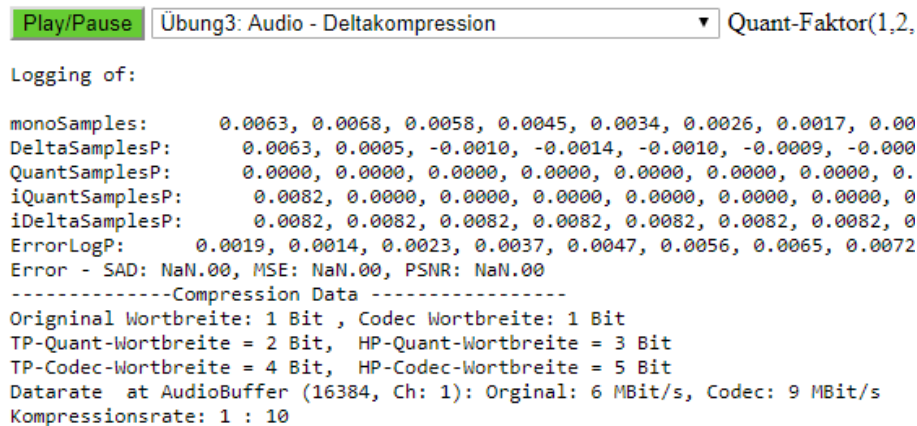 Play/Pause Übung3: Audio - Deltakompression Quant-Faktor(1,2,
Logging of:
monoSamples: 0.0063, 0.0068, 0.0058, 0.0045, 0.0034, 0.0026, 0.0017, 0.00
DeltaSamplesP: 0.0063, 0.0005, -0.0010, -0.0014, -0.0010, -0.0009, -0.000
QuantSamplesP: 0.0000, 0.0000, 0.0000, 0.0000, 0.0000, 0.0000, 0.0000, 0.
iQuantSamplesP: 0.0082, 0.0000, 0.0000, 0.0000, 0.0000, 0.0000, 0.0000, 0
iDeltaSamplesP: 0.0082, 0.0082, 0.0082, 0.0082, 0.0082, 0.0082, 0.0082, 0
ErrorLogP: 0.0019, 0.0014, 0.0023, 0.0037, 0.0047, 0.0056, 0.0065, 0.0072
Error - SAD: NaN.00, MSE: NaN.00, PSNR: NaN.00
--------------Compression Data -----------------
Origninal Wortbreite: 1 Bit , Codec Wortbreite: 1 Bit
TP-Quant-Wortbreite = 2 Bit, HP-Quant-Wortbreite = 3 Bit
TP-Codec-Wortbreite = 4 Bit, HP-Codec-Wortbreite = 5 Bit
Datarate at AudioBuffer (16384, Ch: 1): Orginal: 6 MBit/s, Codec: 9 MBit/s
Kompressionsrate: 1 : 10